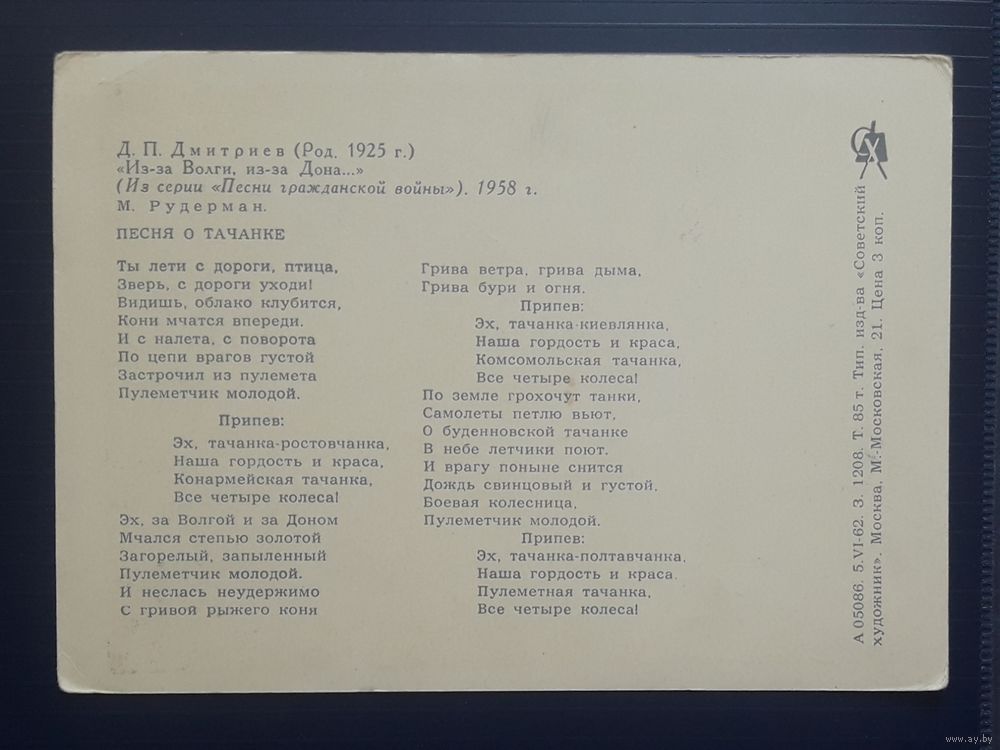 Д. П. Дмитриев (Род. 1925 г.)
«Из-за Волги, из-за Дона...»
(Из серии «Песни гражданской войны»). 1958 г.
М. Рудерман.
ПЕСНЯ О ТАЧАНКЕ
Ты лети с дороги, птица,
Зверь, с дороги уходи!
Видишь, облако клубится,
Кони мчатся впереди.
И с налета, с поворота
По цепи врагов густой
Застрочил из пулемета
Пулеметчик молодой.
Припев:
Эх, тачанка-ростовчанка,
Наша гордость и краса,
Конармейская тачанка,
Все четыре колеса!
Эх, за Волгой и за Доном
Мчался степью золотой
Загорелый, запыленный
Пулеметчик молодой.
И неслась неудержимо
С гривой рыжего коня
Грива ветра, грива дыма,
Грива бури и огня.
Припев:
Эх, тачанка-киевлянка,
Наша гордость и краса,
Комсомольская тачанка,
Все четыре колеса!
По земле грохочут танки,
Самолеты петлю вьют,
О буденновской тачанке
В небе летчики поют.
И врагу поныне снится
Дождь свинцовый и густой,
Боевая колесница,
Пулеметчик молодой.
Припев:
Эх, тачанка-полтавчанка,
Наша гордость и краса.
Пулеметная тачанка,
Все четыре колеса!
СХ
А 05086. 5.VI-62. З. 1208. Т. 85 т. Тип. изд-ва «Советский
художник». Москва, М.-Московская, 21. Цена 3 коп.
www.ay.by